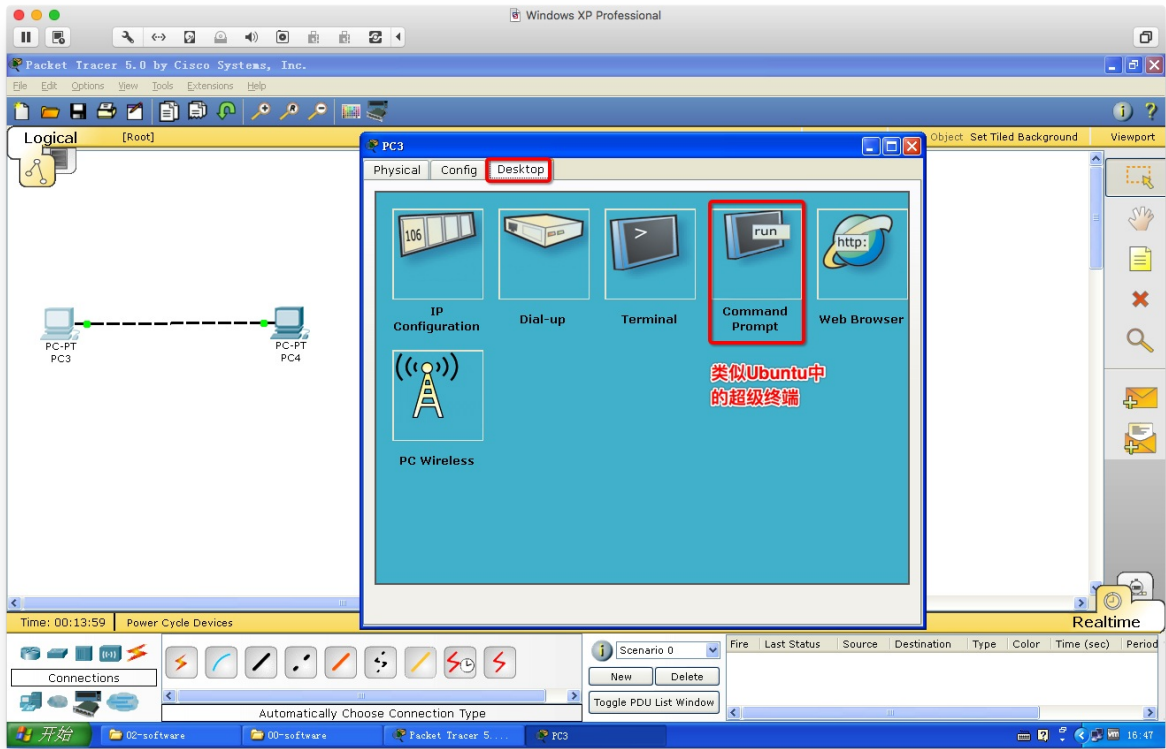 Windows XP Professional
Packet Tracer 5.0 by Cisco Systems, Inc.
File Edit Options View Tools Extensions Help
Logical [Root] Object Set Tiled Background Viewport
PC3
Physical Config Desktop
106
>
run
http:
IP
Configuration
Dial-up
Terminal
Command
Prompt
Web Browser
类似Ubuntu中
的超级终端
PC Wireless
PC-PT
PC3
PC-PT
PC4
Time: 00:13:59 Power Cycle Devices
Realtime
Connections
Automatically Choose Connection Type
Scenario 0
New Delete
Toggle PDU List Window
Fire Last Status Source Destination Type Color Time (sec) Period
开始 02-software 00-software Packet Tracer 5.... PC3 16:47